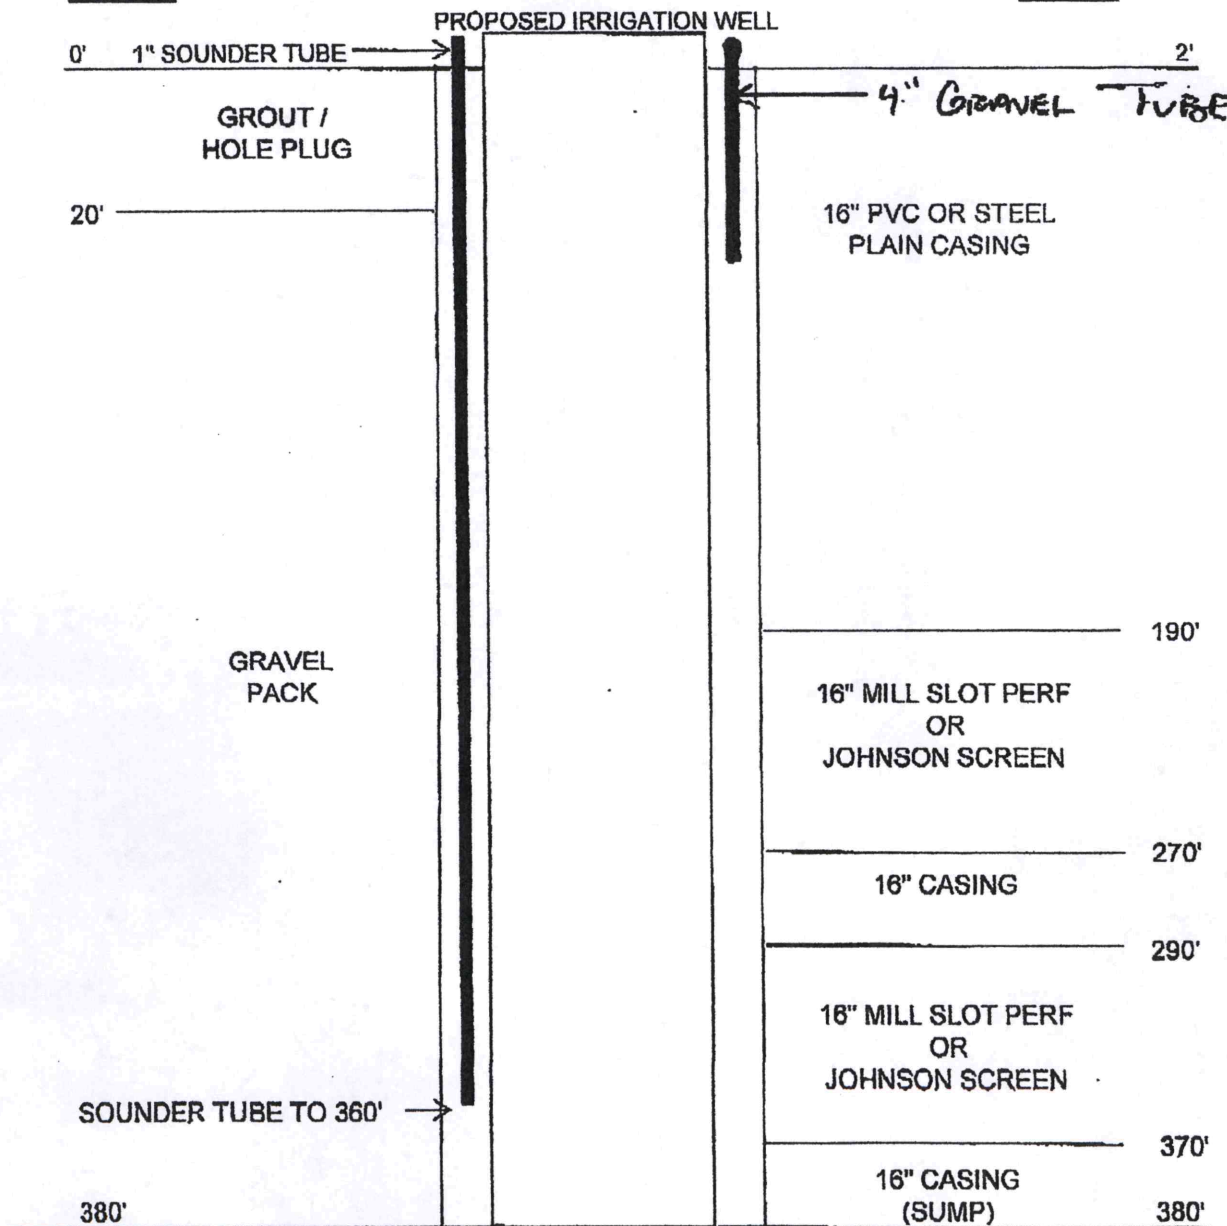 PROPOSED IRRIGATION WELL
0' 1" SOUNDER TUBE
2'
4" GRAVEL TUBE
GROUT /
HOLE PLUG
20'
16" PVC OR STEEL
PLAIN CASING
190'
GRAVEL
PACK
16" MILL SLOT PERF
OR
JOHNSON SCREEN
270'
16" CASING
290'
16" MILL SLOT PERF
OR
JOHNSON SCREEN
SOUNDER TUBE TO 360'
370'
16" CASING
(SUMP)
380'
380'